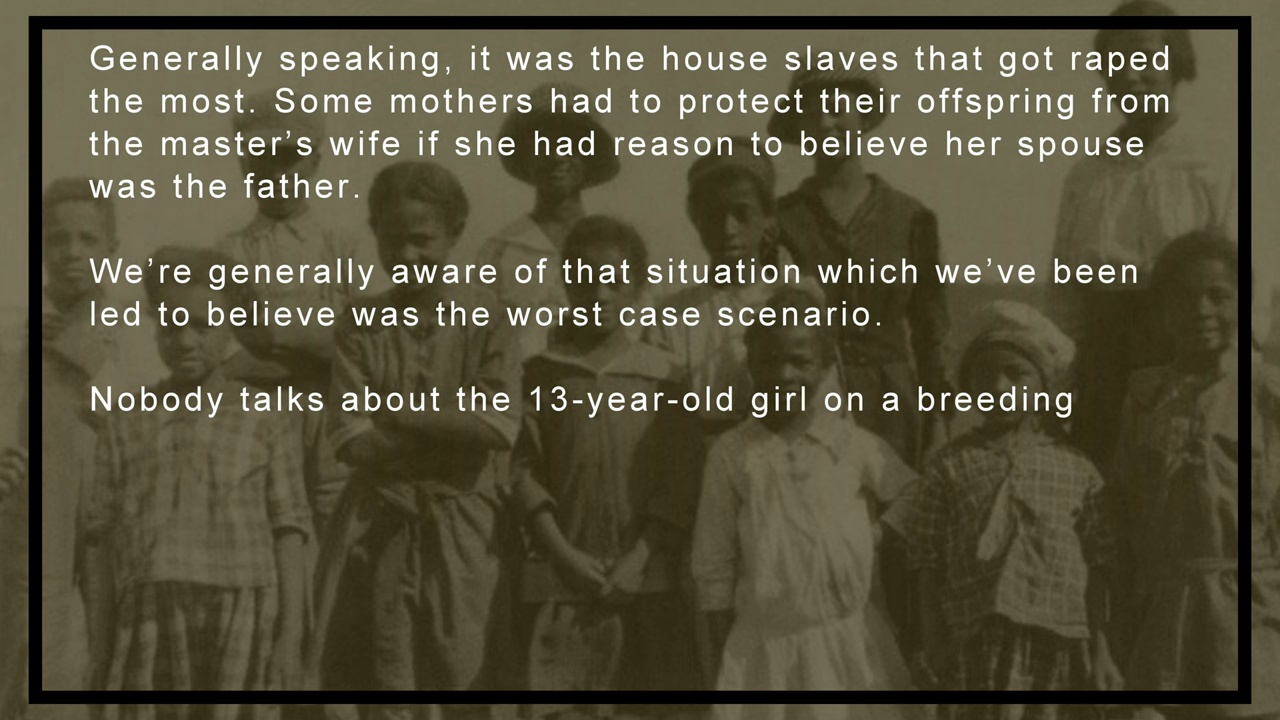 Generally speaking, it was the house slaves that got raped
the most. Some mothers had to protect their offspring from
the master’s wife if she had reason to believe her spouse
was the father.
We’re generally aware of that situation which we’ve been
led to believe was the worst case scenario.
Nobody talks about the 13-year-old girl on a breeding